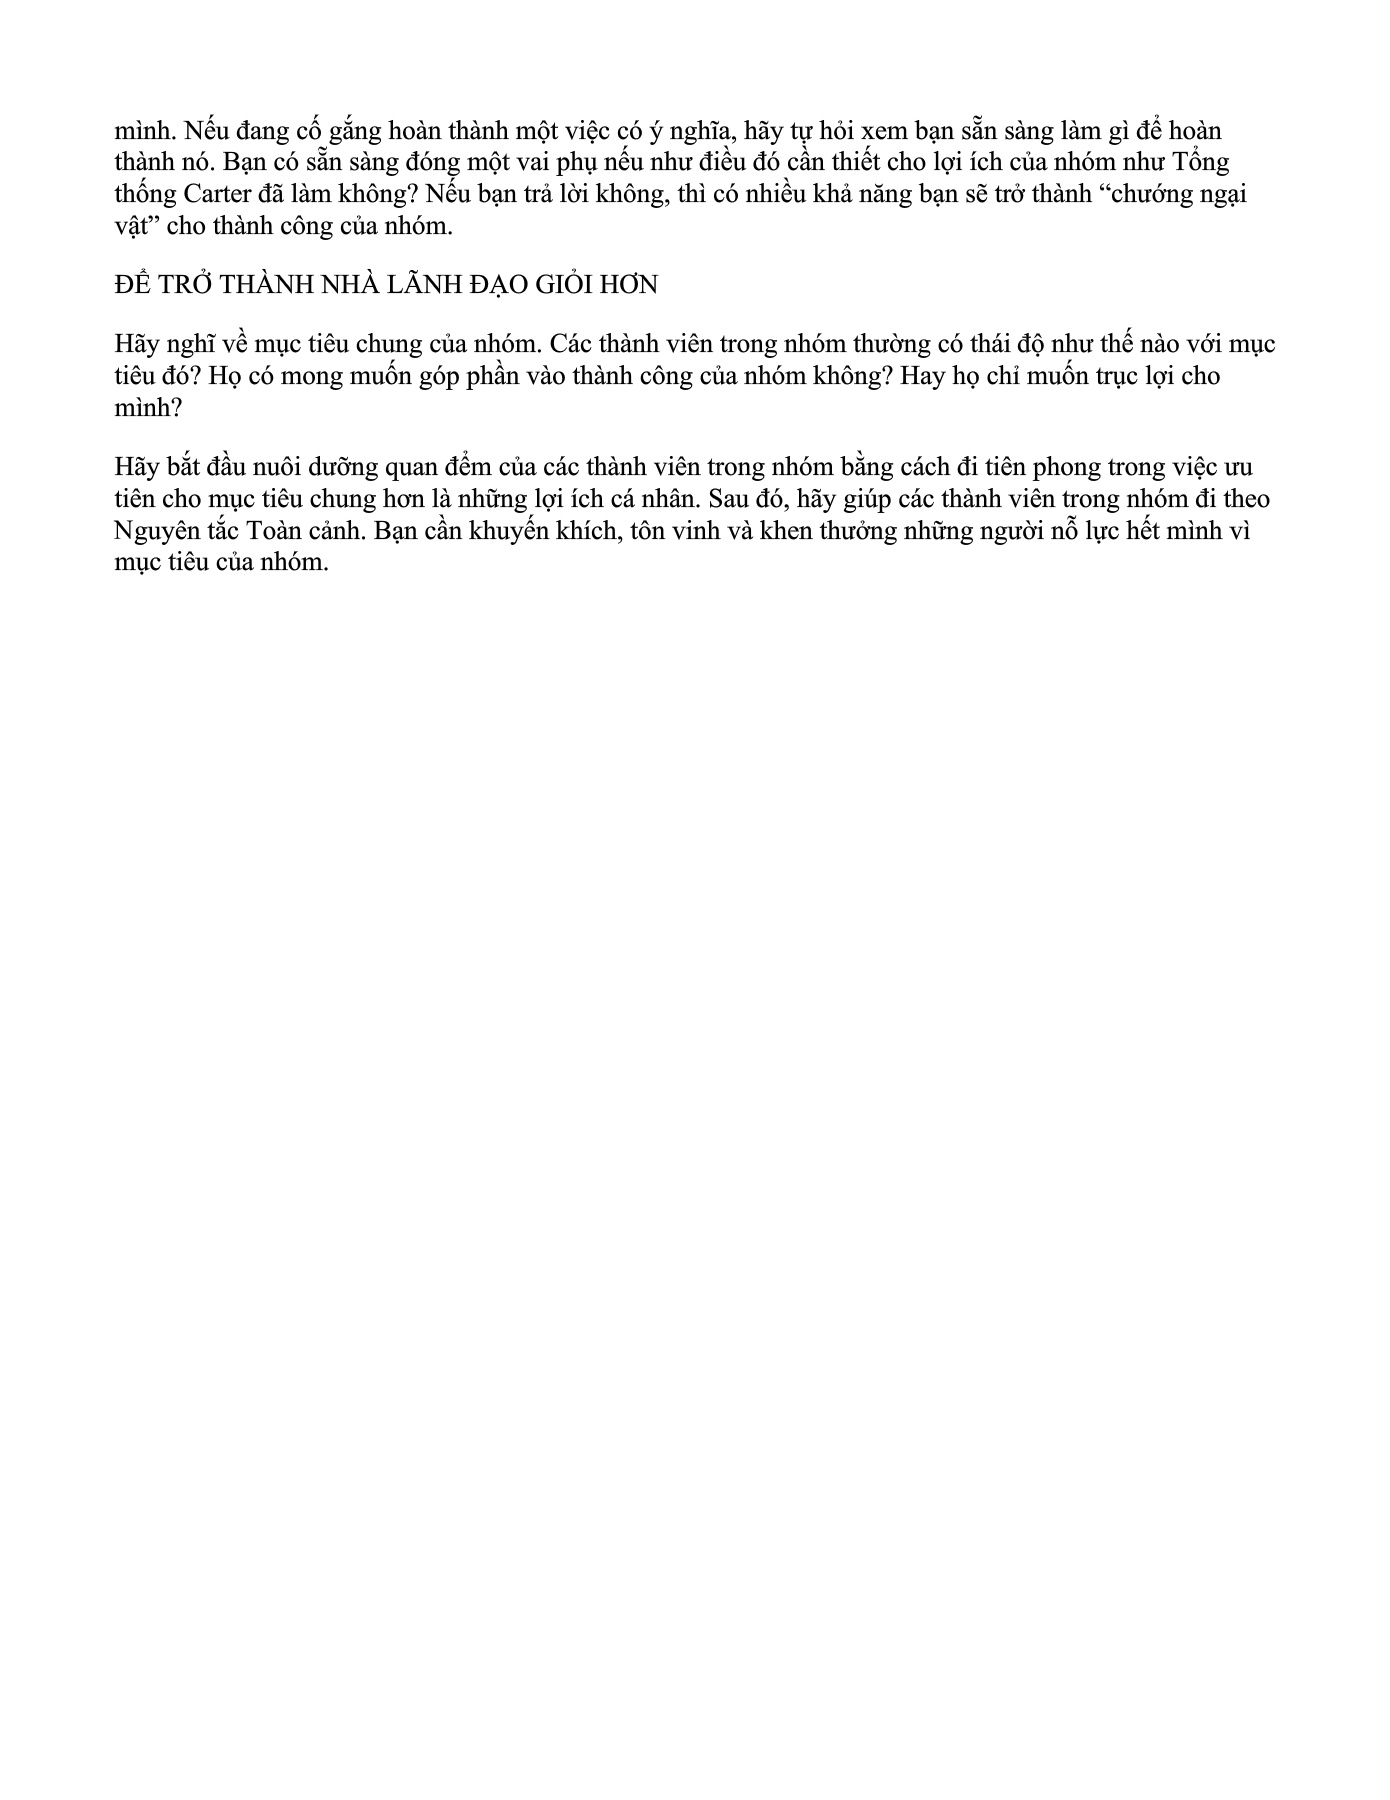 mình. Nếu đang cố gắng hoàn thành một việc có ý nghĩa, hãy tự hỏi xem bạn sẵn sàng làm gì để hoàn
thành nó. Bạn có sẵn sàng đóng một vai phụ nếu như điều đó cần thiết cho lợi ích của nhóm như Tổng
thống Carter đã làm không? Nếu bạn trả lời không, thì có nhiều khả năng bạn sẽ trở thành “chướng ngại
vật” cho thành công của nhóm.
ĐỂ TRỞ THÀNH NHÀ LÃNH ĐẠO GIỎI HƠN
Hãy nghĩ về mục tiêu chung của nhóm. Các thành viên trong nhóm thường có thái độ như thế nào với mục
tiêu đó? Họ có mong muốn góp phần vào thành công của nhóm không? Hay họ chỉ muốn trục lợi cho
mình?
Hãy bắt đầu nuôi dưỡng quan đểm của các thành viên trong nhóm bằng cách đi tiên phong trong việc ưu
tiên cho mục tiêu chung hơn là những lợi ích cá nhân. Sau đó, hãy giúp các thành viên trong nhóm đi theo
Nguyên tắc Toàn cảnh. Bạn cần khuyến khích, tôn vinh và khen thưởng những người nỗ lực hết mình vì
mục tiêu của nhóm.